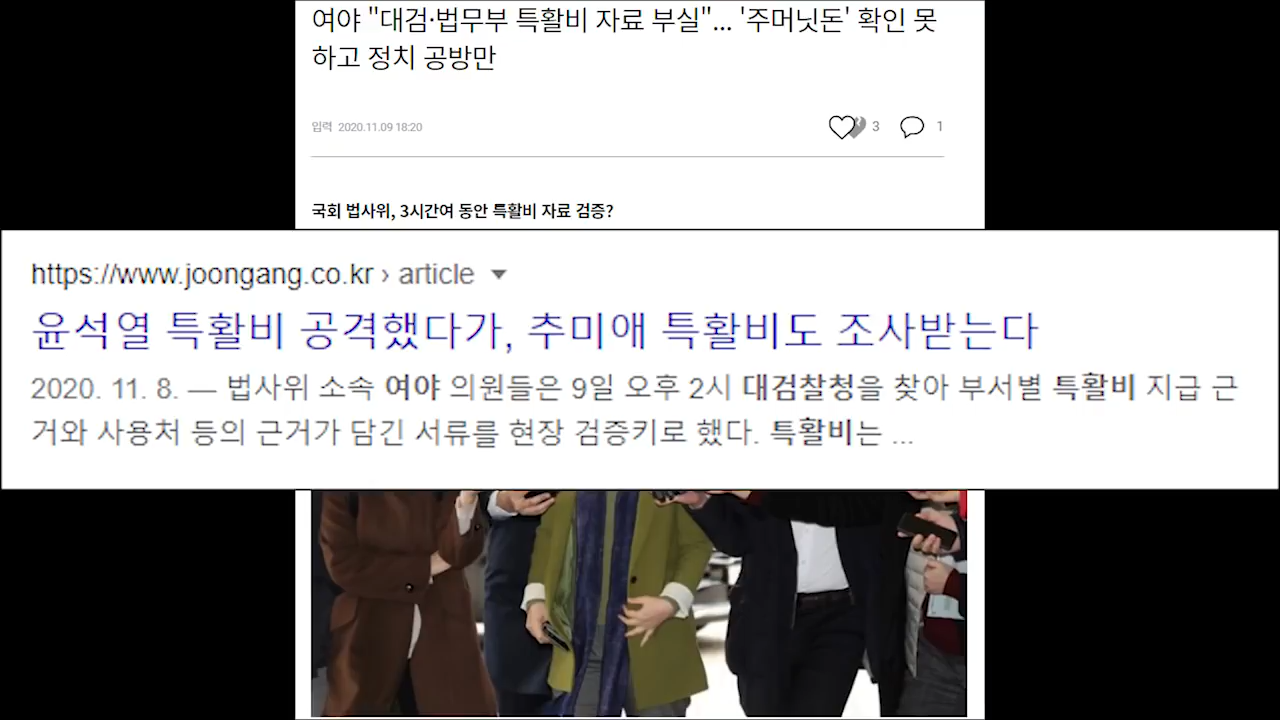 여야 "대검·법무부 특활비 자료 부실"... '주머닛돈' 확인 못
하고 정치 공방만
입력 2020.11.09 18:20
3 1
국회 법사위, 3시간여 동안 특활비 자료 검증?
https://www.joongang.co.kr › article
윤석열 특활비 공격했다가, 추미애 특활비도 조사받는다
2020. 11. 8. — 법사위 소속 여야 의원들은 9일 오후 2시 대검찰청을 찾아 부서별 특활비 지급 근
거와 사용처 등의 근거가 담긴 서류를 현장 검증키로 했다. 특활비는 ...